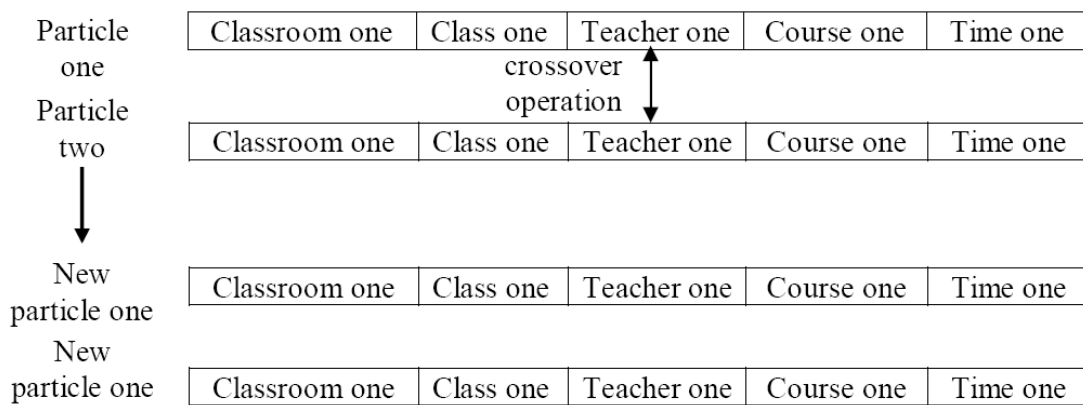 Particle one
Classroom one Class one Teacher one Course one Time one
crossover operation
Particle two
Classroom one Class one Teacher one Course one Time one
New particle one
Classroom one Class one Teacher one Course one Time one
New particle one
Classroom one Class one Teacher one Course one Time one